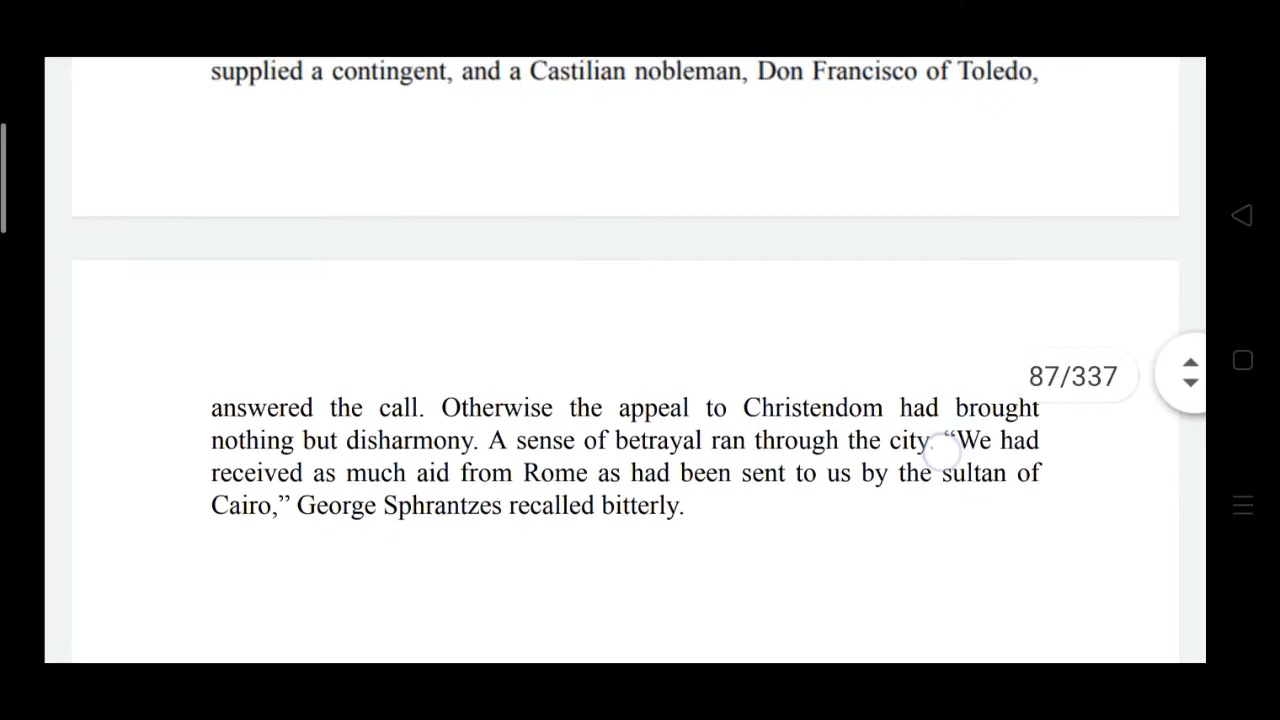 supplied a contingent, and a Castilian nobleman, Don Francisco of Toledo,
87/337
answered the call. Otherwise the appeal to Christendom had brought
nothing but disharmony. A sense of betrayal ran through the city. “We had
received as much aid from Rome as had been sent to us by the sultan of
Cairo,” George Sphrantzes recalled bitterly.